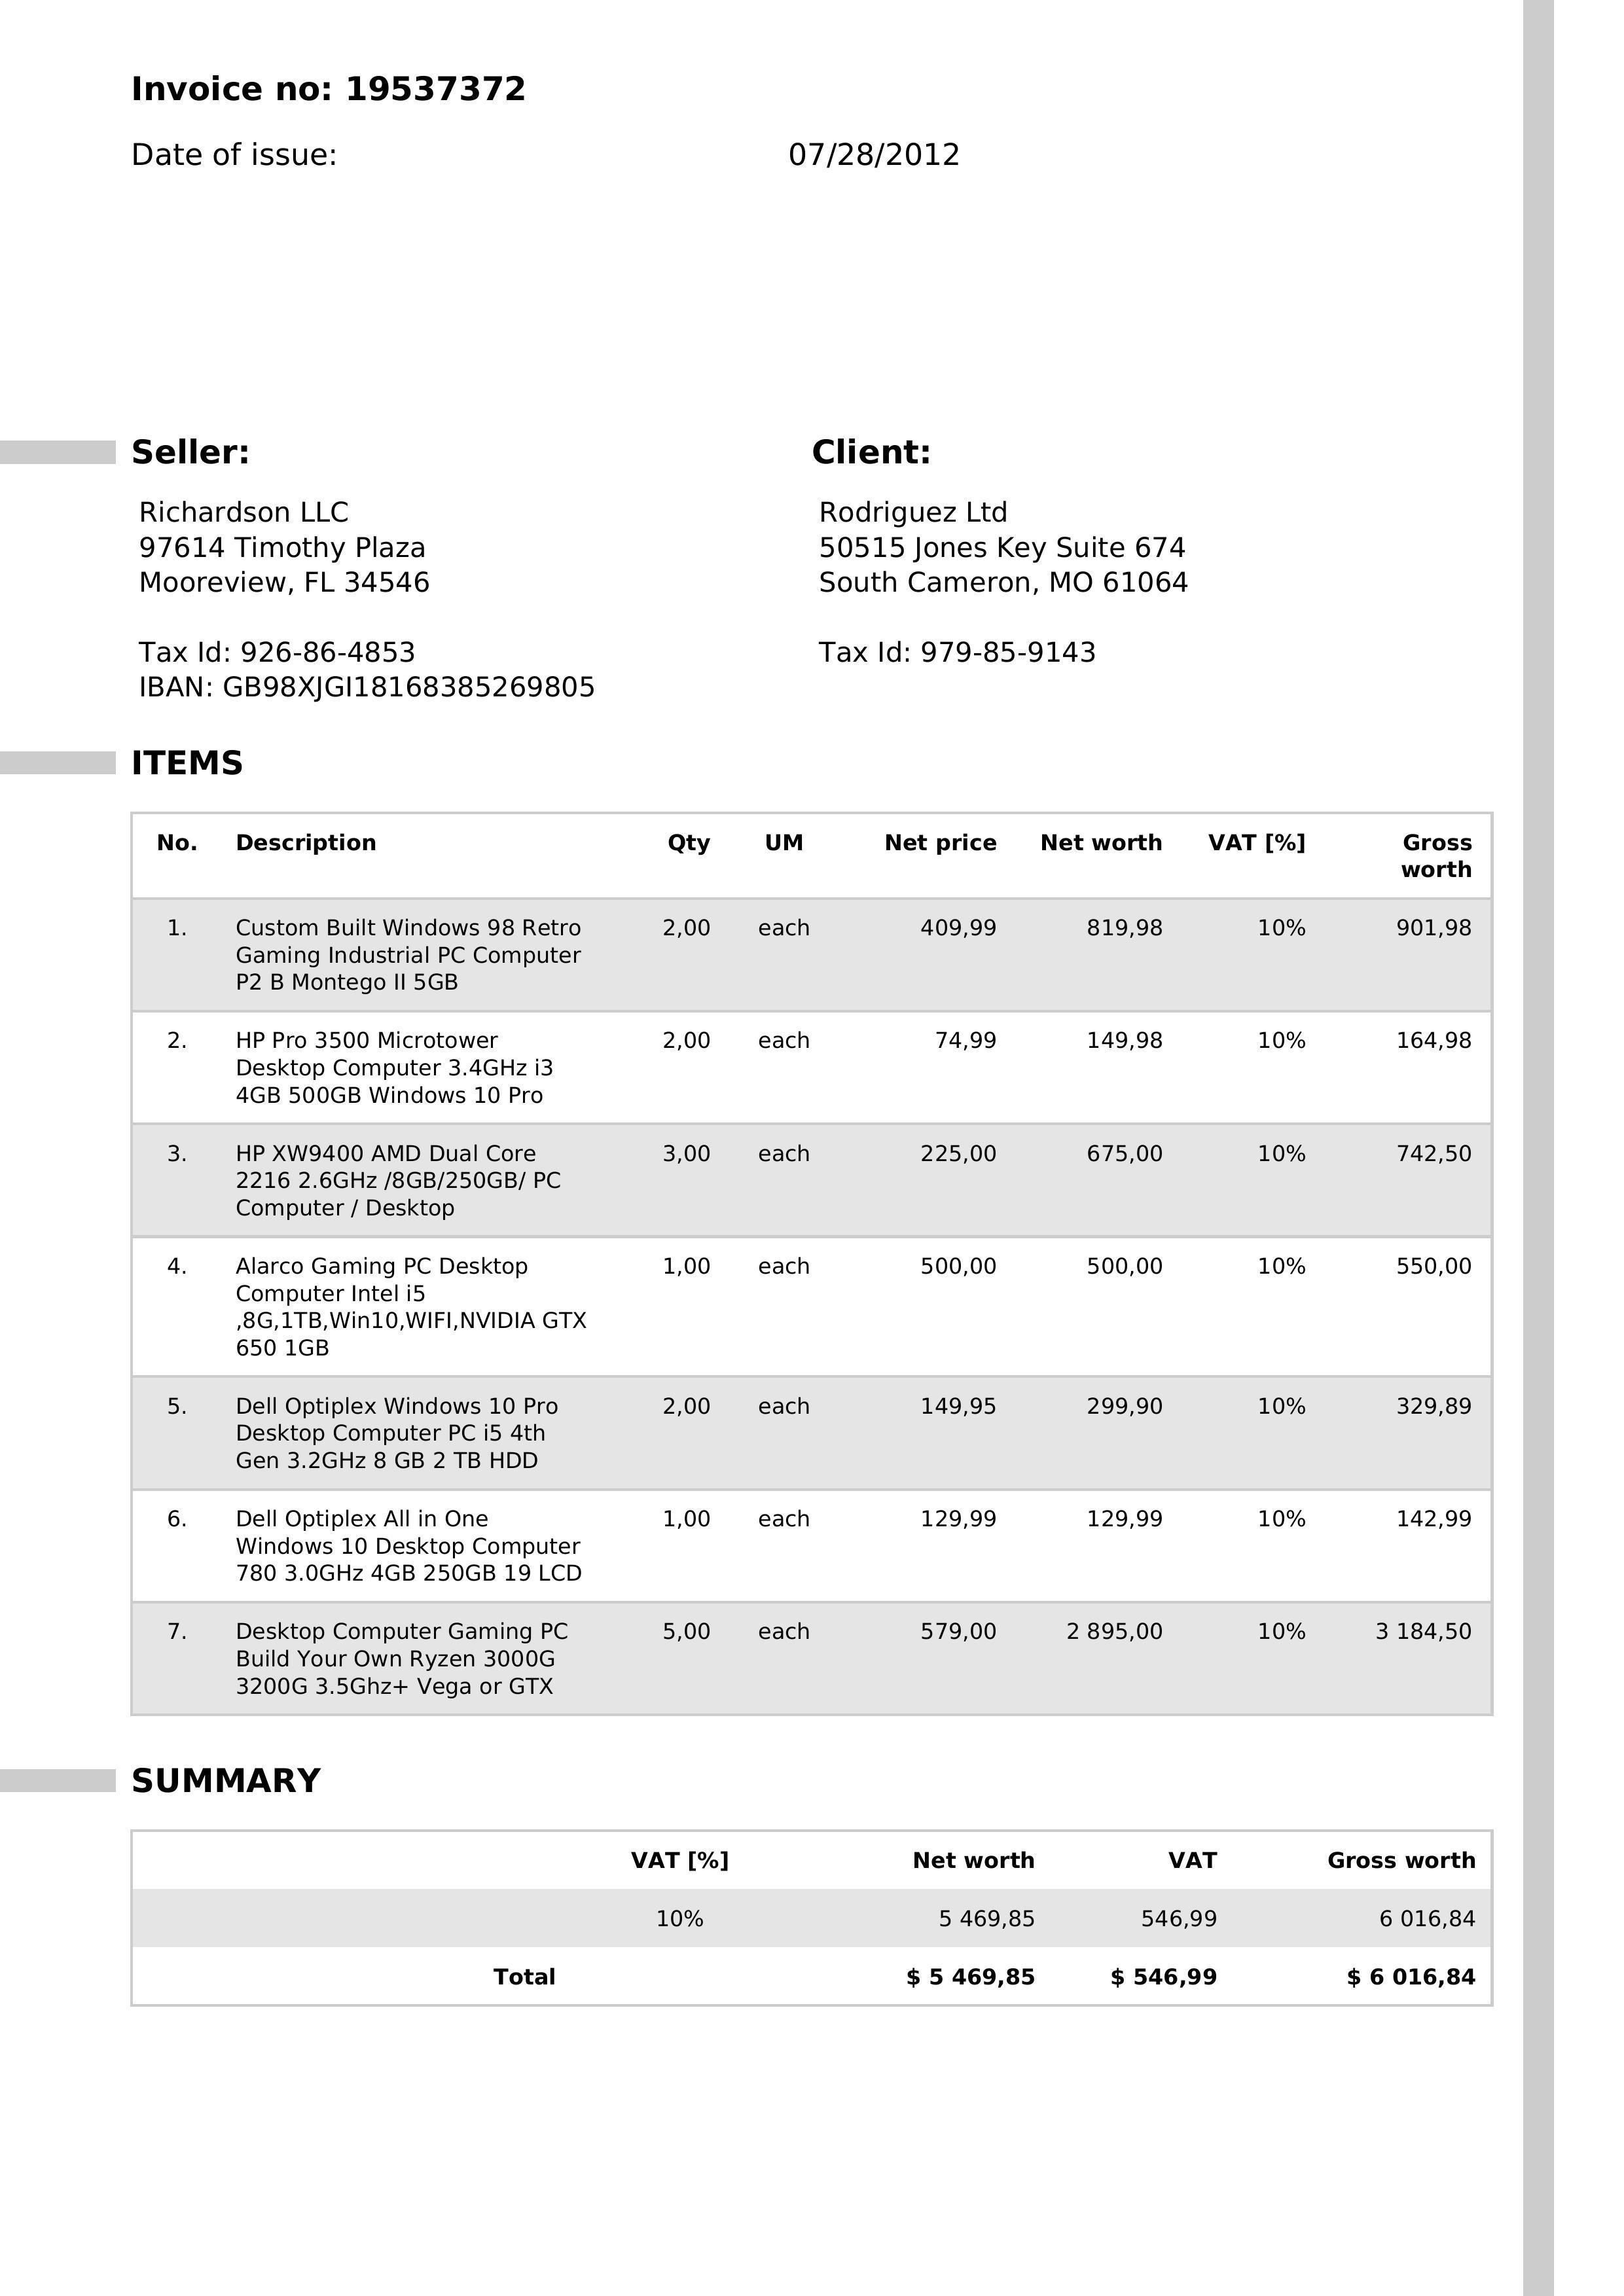 Invoice no: 19537372
Date of issue: 07/28/2012
Seller:
Richardson LLC
97614 Timothy Plaza
Mooreview, FL 34546
Tax Id: 926-86-4853
IBAN: GB98XJGI18168385269805
Client:
Rodriguez Ltd
50515 Jones Key Suite 674
South Cameron, MO 61064
Tax Id: 979-85-9143
ITEMS
No. Description Qty UM Net price Net worth VAT [%] Gross
worth
1. Custom Built Windows 98 Retro 2,00 each 409,99 819,98 10% 901,98
Gaming Industrial PC Computer
P2 B Montego II 5GB
2. HP Pro 3500 Microtower 2,00 each 74,99 149,98 10% 164,98
Desktop Computer 3.4GHz i3
4GB 500GB Windows 10 Pro
3. HP XW9400 AMD Dual Core 3,00 each 225,00 675,00 10% 742,50
2216 2.6GHz /8GB/250GB/ PC
Computer / Desktop
4. Alarco Gaming PC Desktop 1,00 each 500,00 500,00 10% 550,00
Computer Intel i5
,8G,1TB,Win10,WIFI,NVIDIA GTX
650 1GB
5. Dell Optiplex Windows 10 Pro 2,00 each 149,95 299,90 10% 329,89
Desktop Computer PC i5 4th
Gen 3.2GHz 8 GB 2 TB HDD
6. Dell Optiplex All in One 1,00 each 129,99 129,99 10% 142,99
Windows 10 Desktop Computer
780 3.0GHz 4GB 250GB 19 LCD
7. Desktop Computer Gaming PC 5,00 each 579,00 2 895,00 10% 3 184,50
Build Your Own Ryzen 3000G
3200G 3.5Ghz+ Vega or GTX
SUMMARY
VAT [%] Net worth VAT Gross worth
10% 5 469,85 546,99 6 016,84
Total $ 5 469,85 $ 546,99 $ 6 016,84